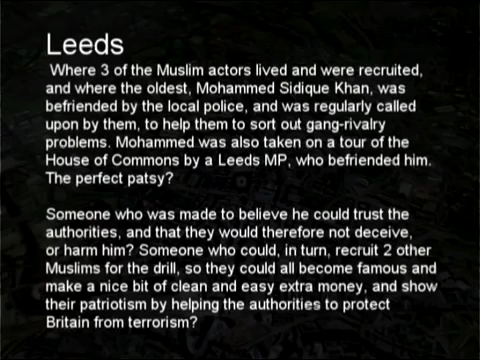 Leeds
Where 3 of the Muslim actors lived and were recruited,
and where the oldest, Mohammed Sidique Khan, was
befriended by the local police, and was regularly called
upon by them, to help them to sort out gang-rivalry
problems. Mohammed was also taken on a tour of the
House of Commons by a Leeds MP, who befriended him.
The perfect patsy?
Someone who was made to believe he could trust the
authorities, and that they would therefore not deceive,
or harm him? Someone who could, in turn, recruit 2 other
Muslims for the drill, so they could all become famous and
make a nice bit of clean and easy extra money, and show
their patriotism by helping the authorities to protect
Britain from terrorism?